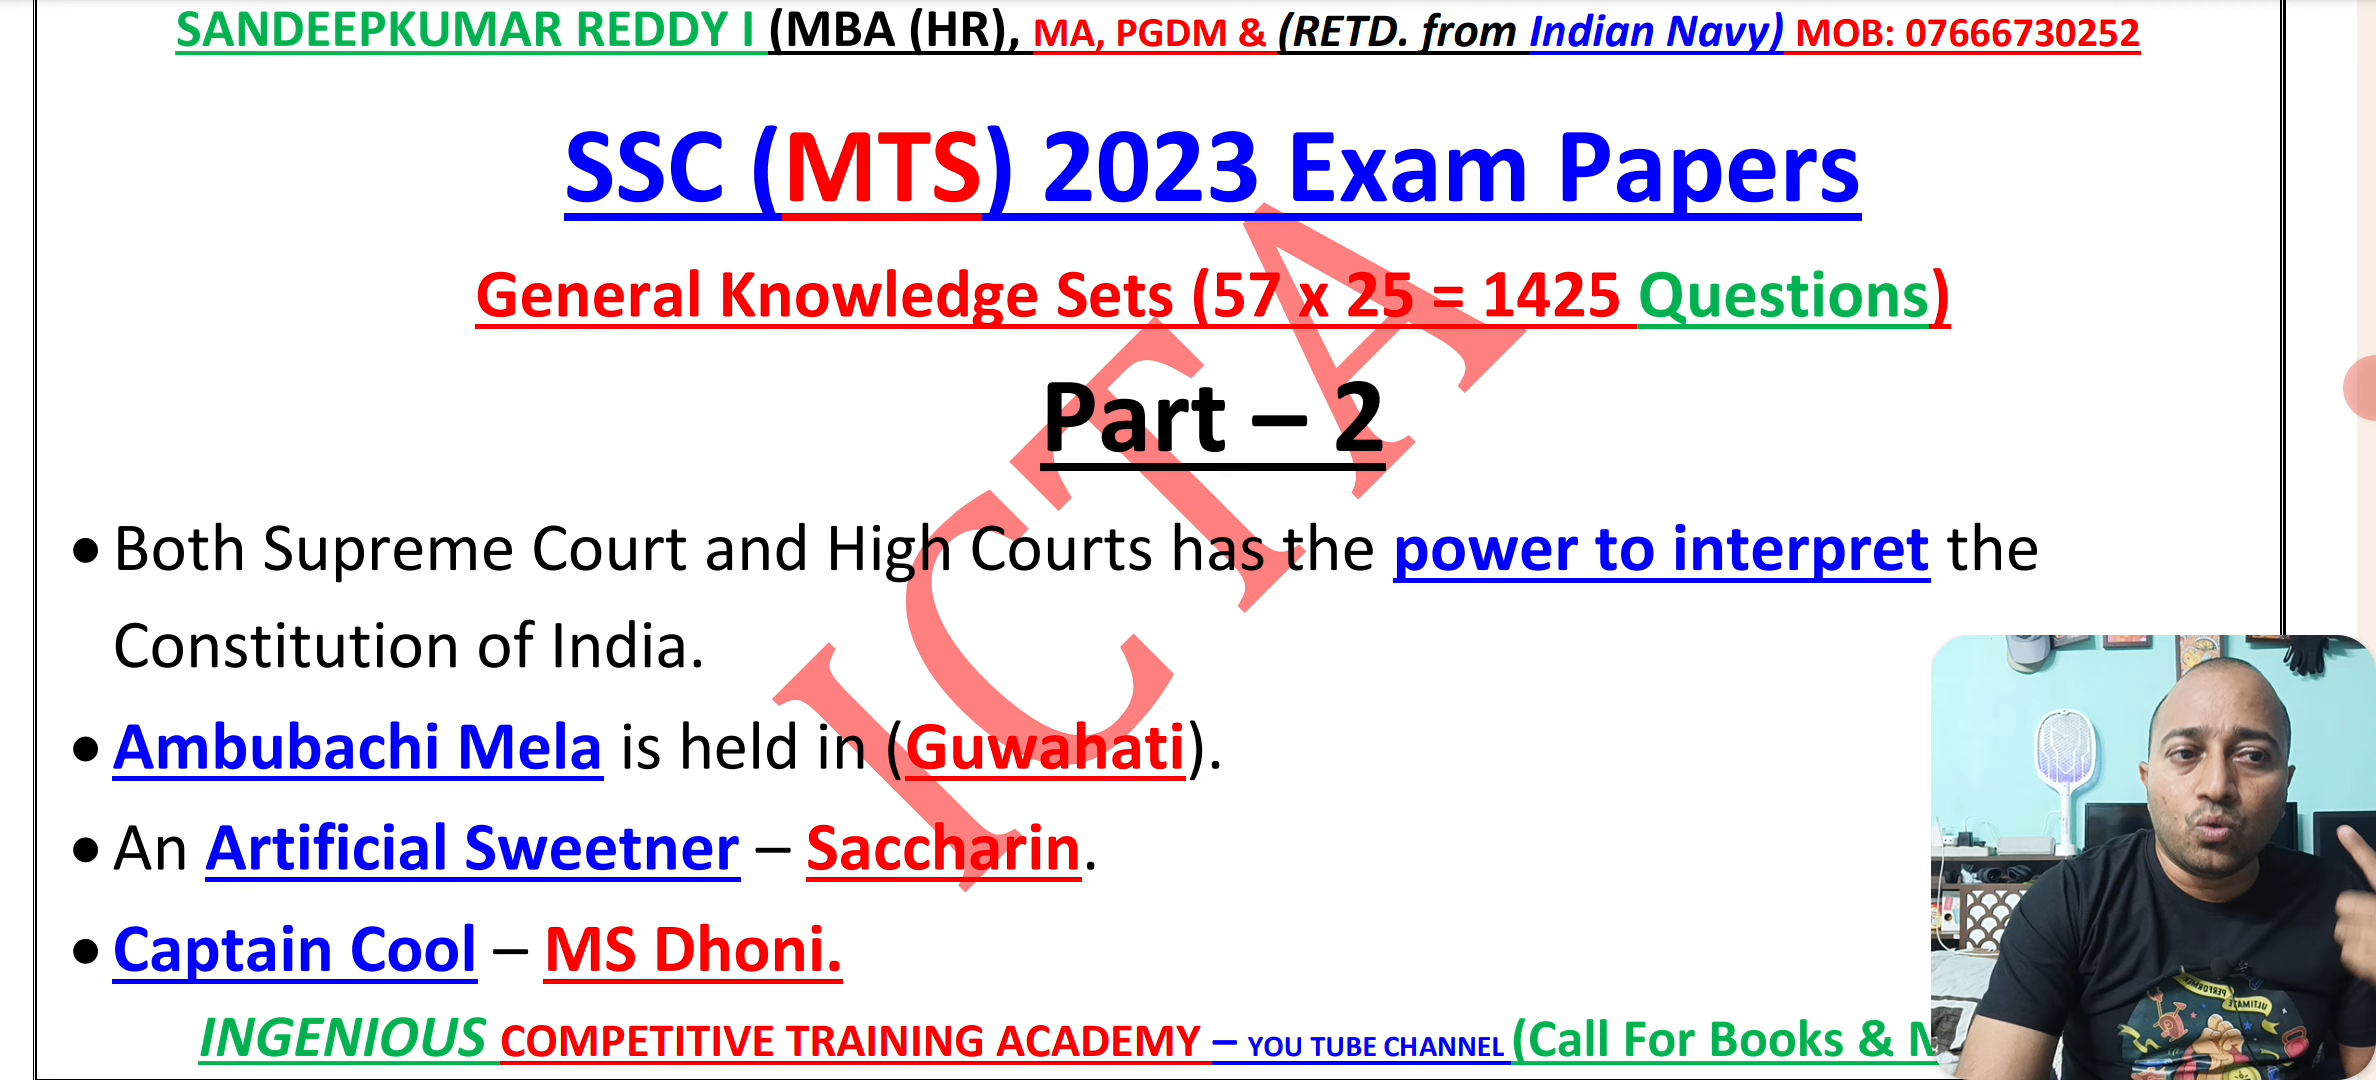 SANDEEPKUMAR REDDY I (MBA (HR), MA, PGDM & (RETD. from Indian Navy) MOB: 07666730252
SSC (MTS) 2023 Exam Papers
General Knowledge Sets (57 x 25 = 1425 Questions)
Part – 2
• Both Supreme Court and High Courts has the power to interpret the
Constitution of India.
• Ambubachi Mela is held in (Guwahati).
• An Artificial Sweetner – Saccharin.
• Captain Cool – MS Dhoni.
INGENIOUS COMPETITIVE TRAINING ACADEMY – YOU TUBE CHANNEL (Call For Books &
ICTA